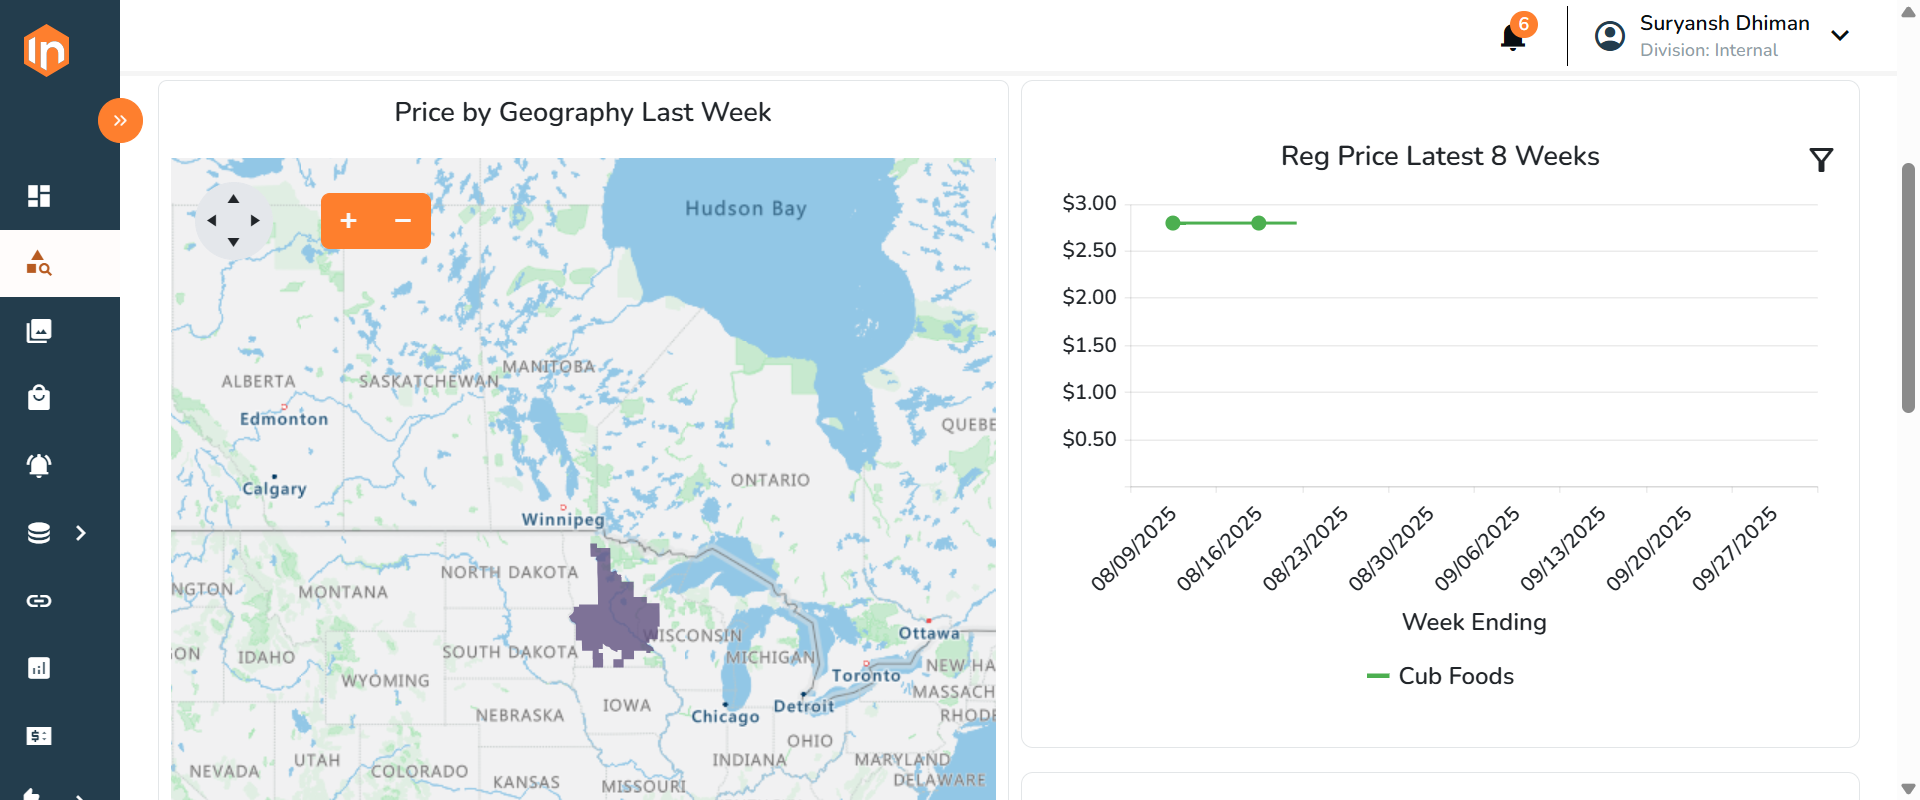 In
6
Suryansh Dhiman
Division: Internal
Price by Geography Last Week
Hudson Bay
MANITOBA
ALBERTA
SASKATCHEWAN
Edmonton
QUEBE
ONTARIO
Calgary
Winnipeg
NORTH DAKOTA
NGTON
MONTANA
Ottawa
WISCONSIN
SOUTH DAKOTA
ON
IDAHO
MICHIGAN
NEW HA
Toronto
WYOMING
MASSACH
IOWA
Detroit
NEBRASKA
Chicago
RHODE
OHIO
UTAH
INDIANA
MARYLAND
NEVADA
COLORADO
KANSAS
MISSOURI
DELAWARE
Reg Price Latest 8 Weeks
$3.00
$2.50
$2.00
$1.50
$1.00
$0.50
08/09/2025
08/16/2025
08/23/2025
08/30/2025
09/06/2025
09/13/2025
09/20/2025
09/27/2025
Week Ending
Cub Foods